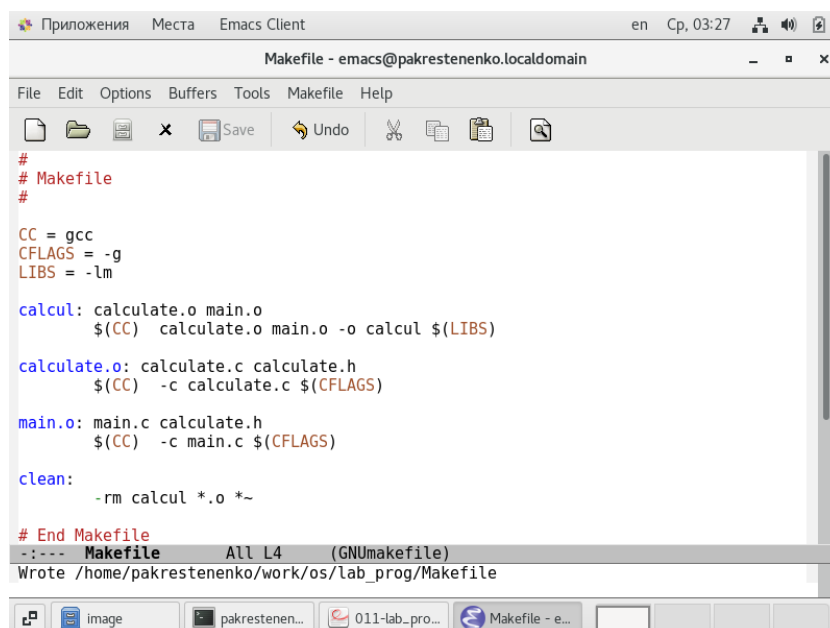 Приложения Места Emacs Client en Ср, 03:27
Makefile - emacs@pakrestenenko.localdomain
File Edit Options Buffers Tools Makefile Help
Save Undo
#
# Makefile
#
CC = gcc
CFLAGS = -g
LIBS = -lm
calcul: calculate.o main.o
        $(CC)  calculate.o main.o -o calcul $(LIBS)
calculate.o: calculate.c calculate.h
        $(CC)  -c calculate.c $(CFLAGS)
main.o: main.c calculate.h
        $(CC)  -c main.c $(CFLAGS)
clean:
        -rm calcul *.o *~
# End Makefile
-:--- Makefile All L4 (GNUmakefile)
Wrote /home/pakrestenenko/work/os/lab_prog/Makefile
image pakrestenen... 011-lab_pro... Makefile - e...